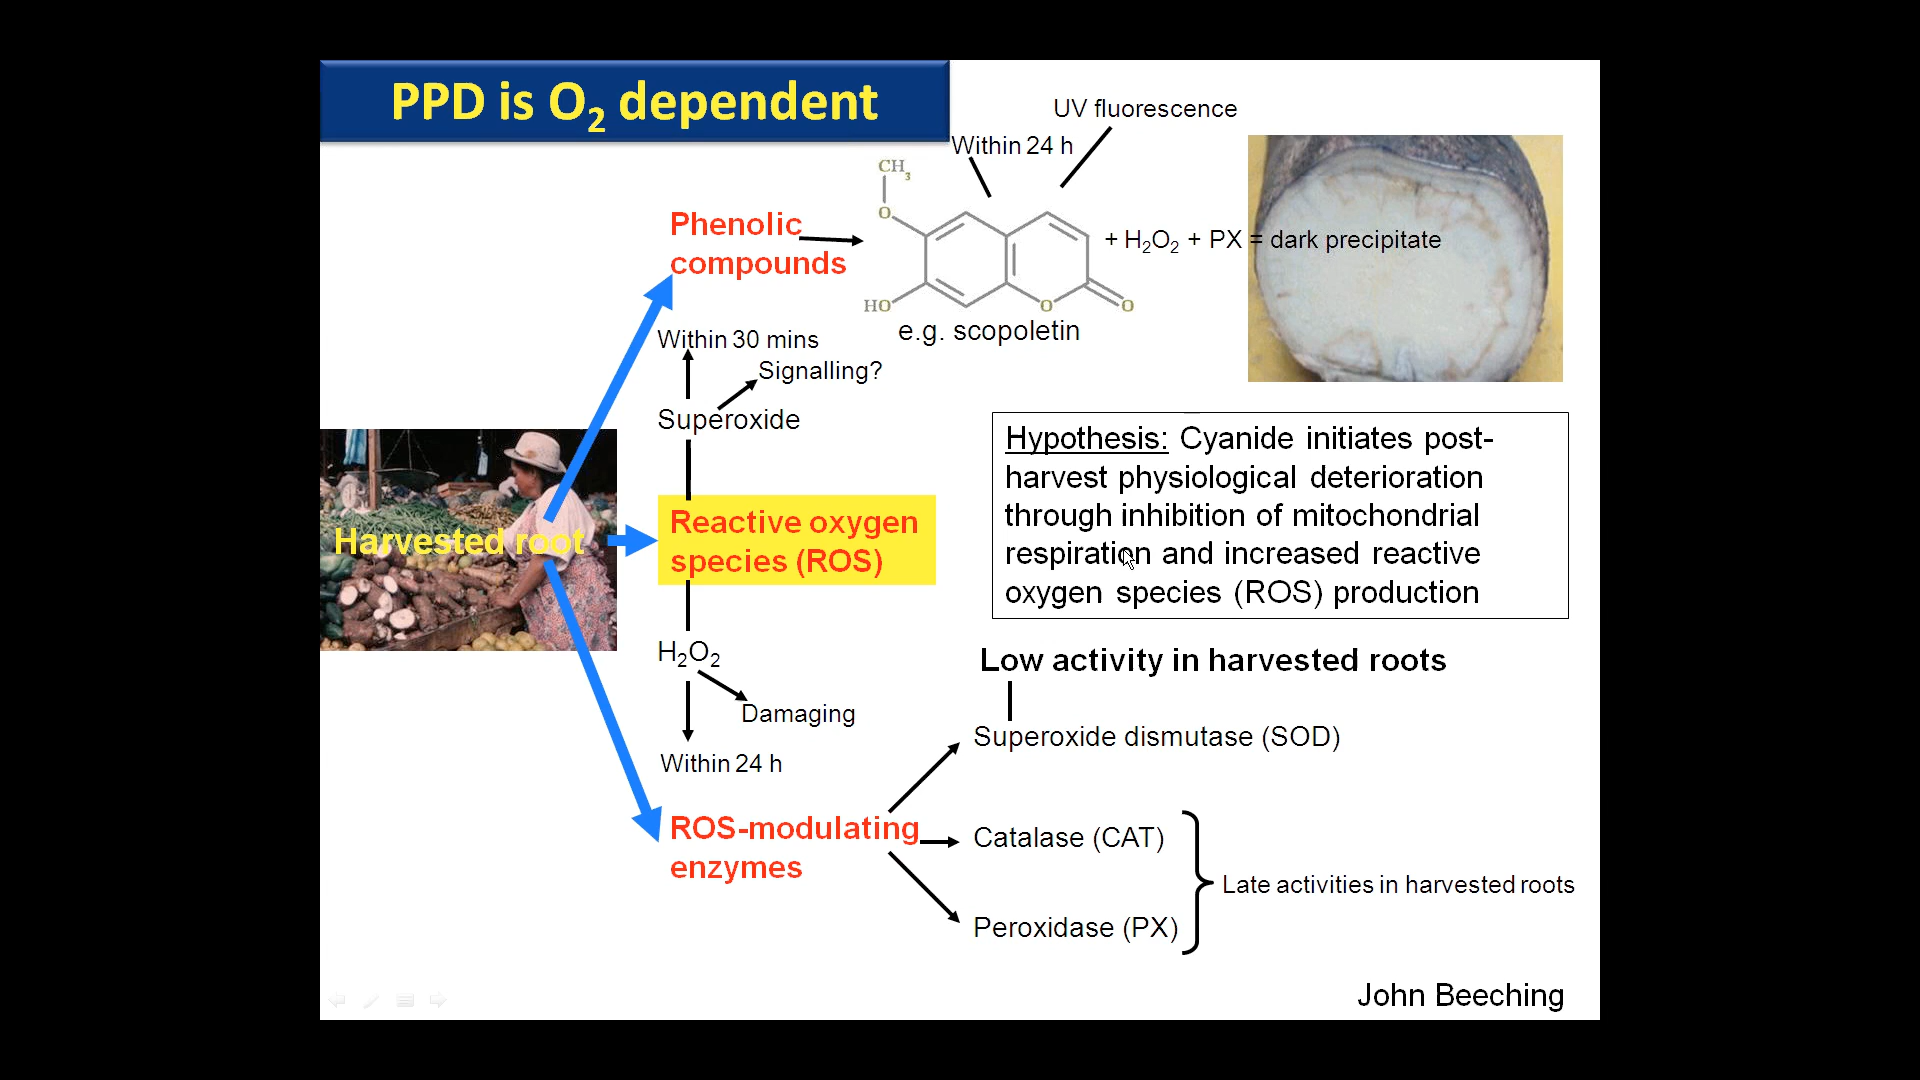 PPD is O₂ dependent
UV fluorescence
Within 24 h
CH₃
O
HO
O
O
Phenolic
compounds
+ H₂O₂ + PX = dark precipitate
e.g. scopoletin
Within 30 mins
Signalling?
Superoxide
Harvested root
Reactive oxygen
species (ROS)
Hypothesis: Cyanide initiates post-
harvest physiological deterioration
through inhibition of mitochondrial
respiration and increased reactive
oxygen species (ROS) production
H₂O₂
Damaging
Within 24 h
Low activity in harvested roots
Superoxide dismutase (SOD)
ROS-modulating
enzymes
Catalase (CAT)
Peroxidase (PX)
Late activities in harvested roots
John Beeching